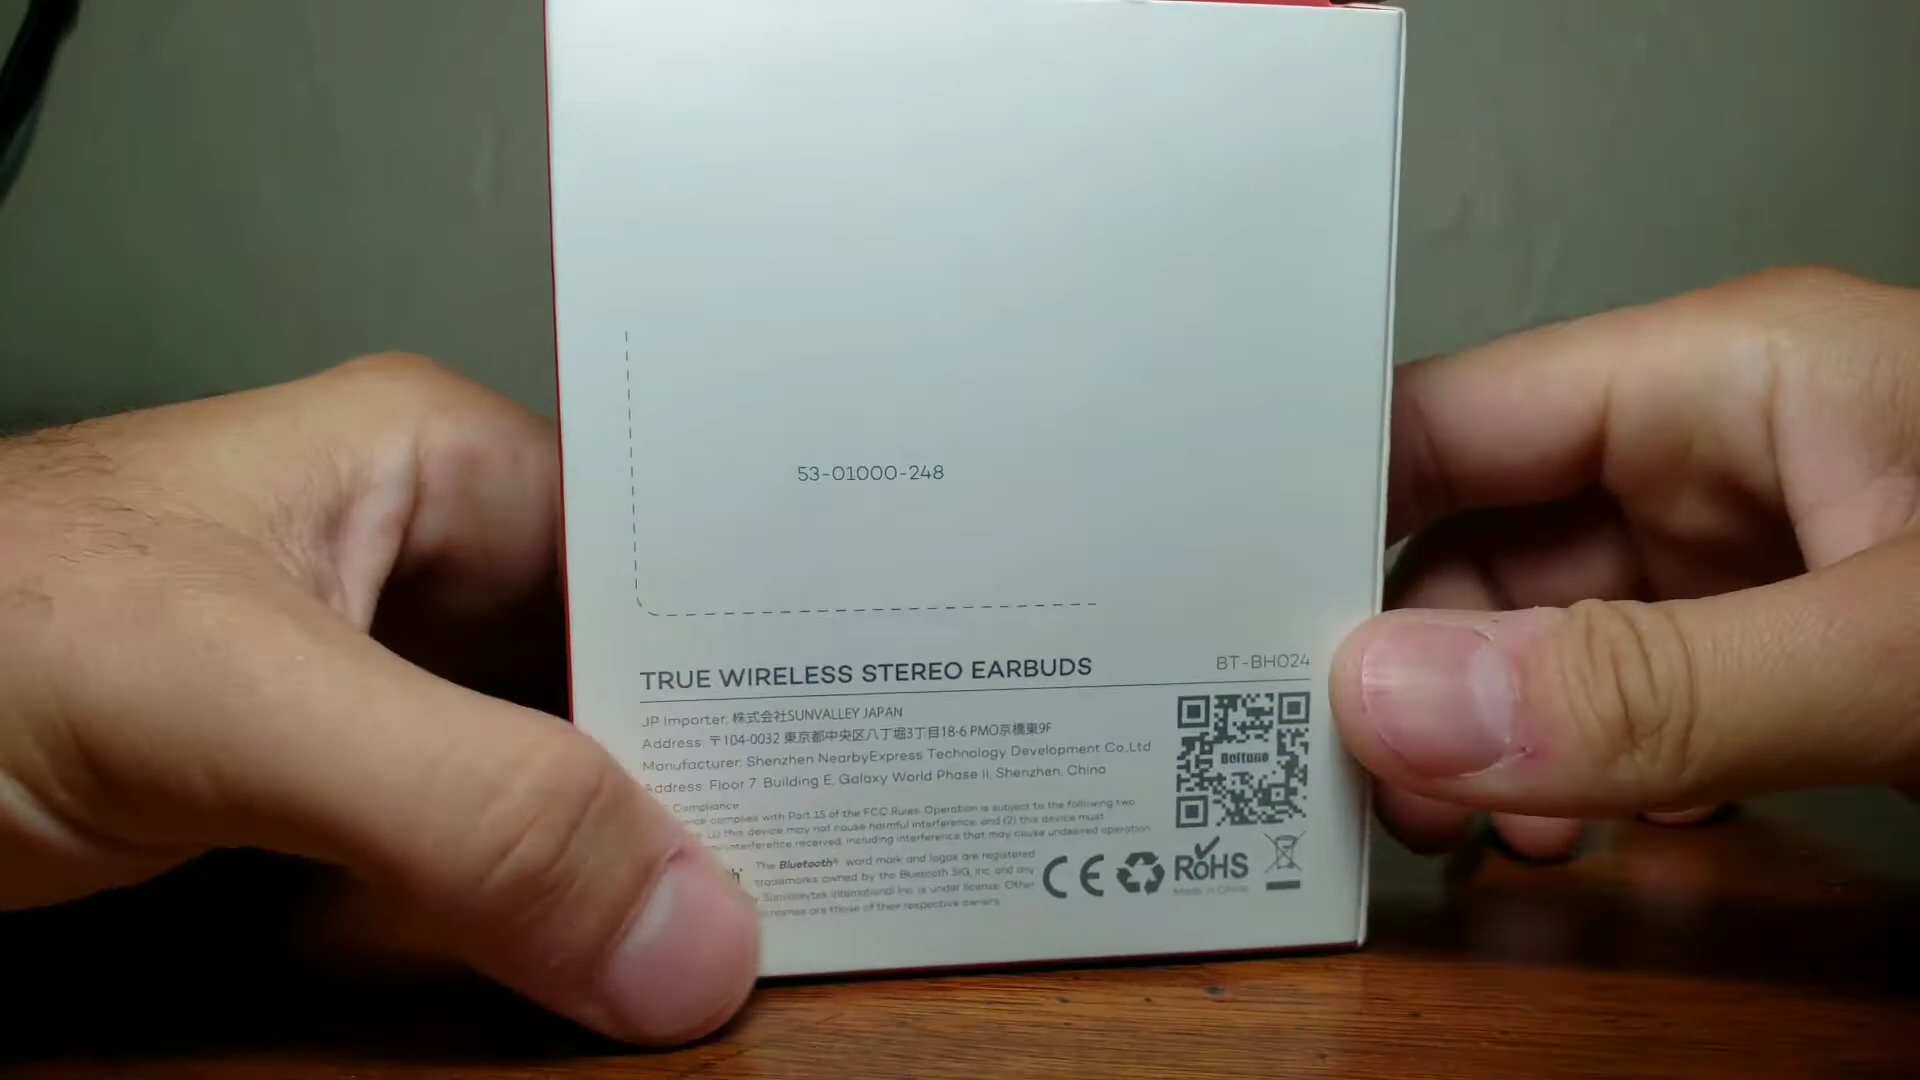 53-01000-248
TRUE WIRELESS STEREO EARBUDS
BT-BH024
JP Importer: 株式会社SUNVALLEY JAPAN
Address: 〒104-0032 東京都中央区八丁堀3丁目18-6 PMO京橋東9F
Manufacturer: Shenzhen NearbyExpress Technology Development Co.,Ltd
Address: Floor 7 Building E, Galaxy World Phase II, Shenzhen, China
Compliance
complies with Part 15 of the FCC Rules. Operation is subject to the following two
this device may not cause harmful interference, and (2) this device must
interference received, including interference that may cause undesired operation
The Bluetooth® word mark and logos are registered
trademarks owned by the Bluetooth SIG, Inc. and any
Sunvalleytek International Inc. is under license. Other
names are those of their respective owners.
CE
RoHS
Made in China